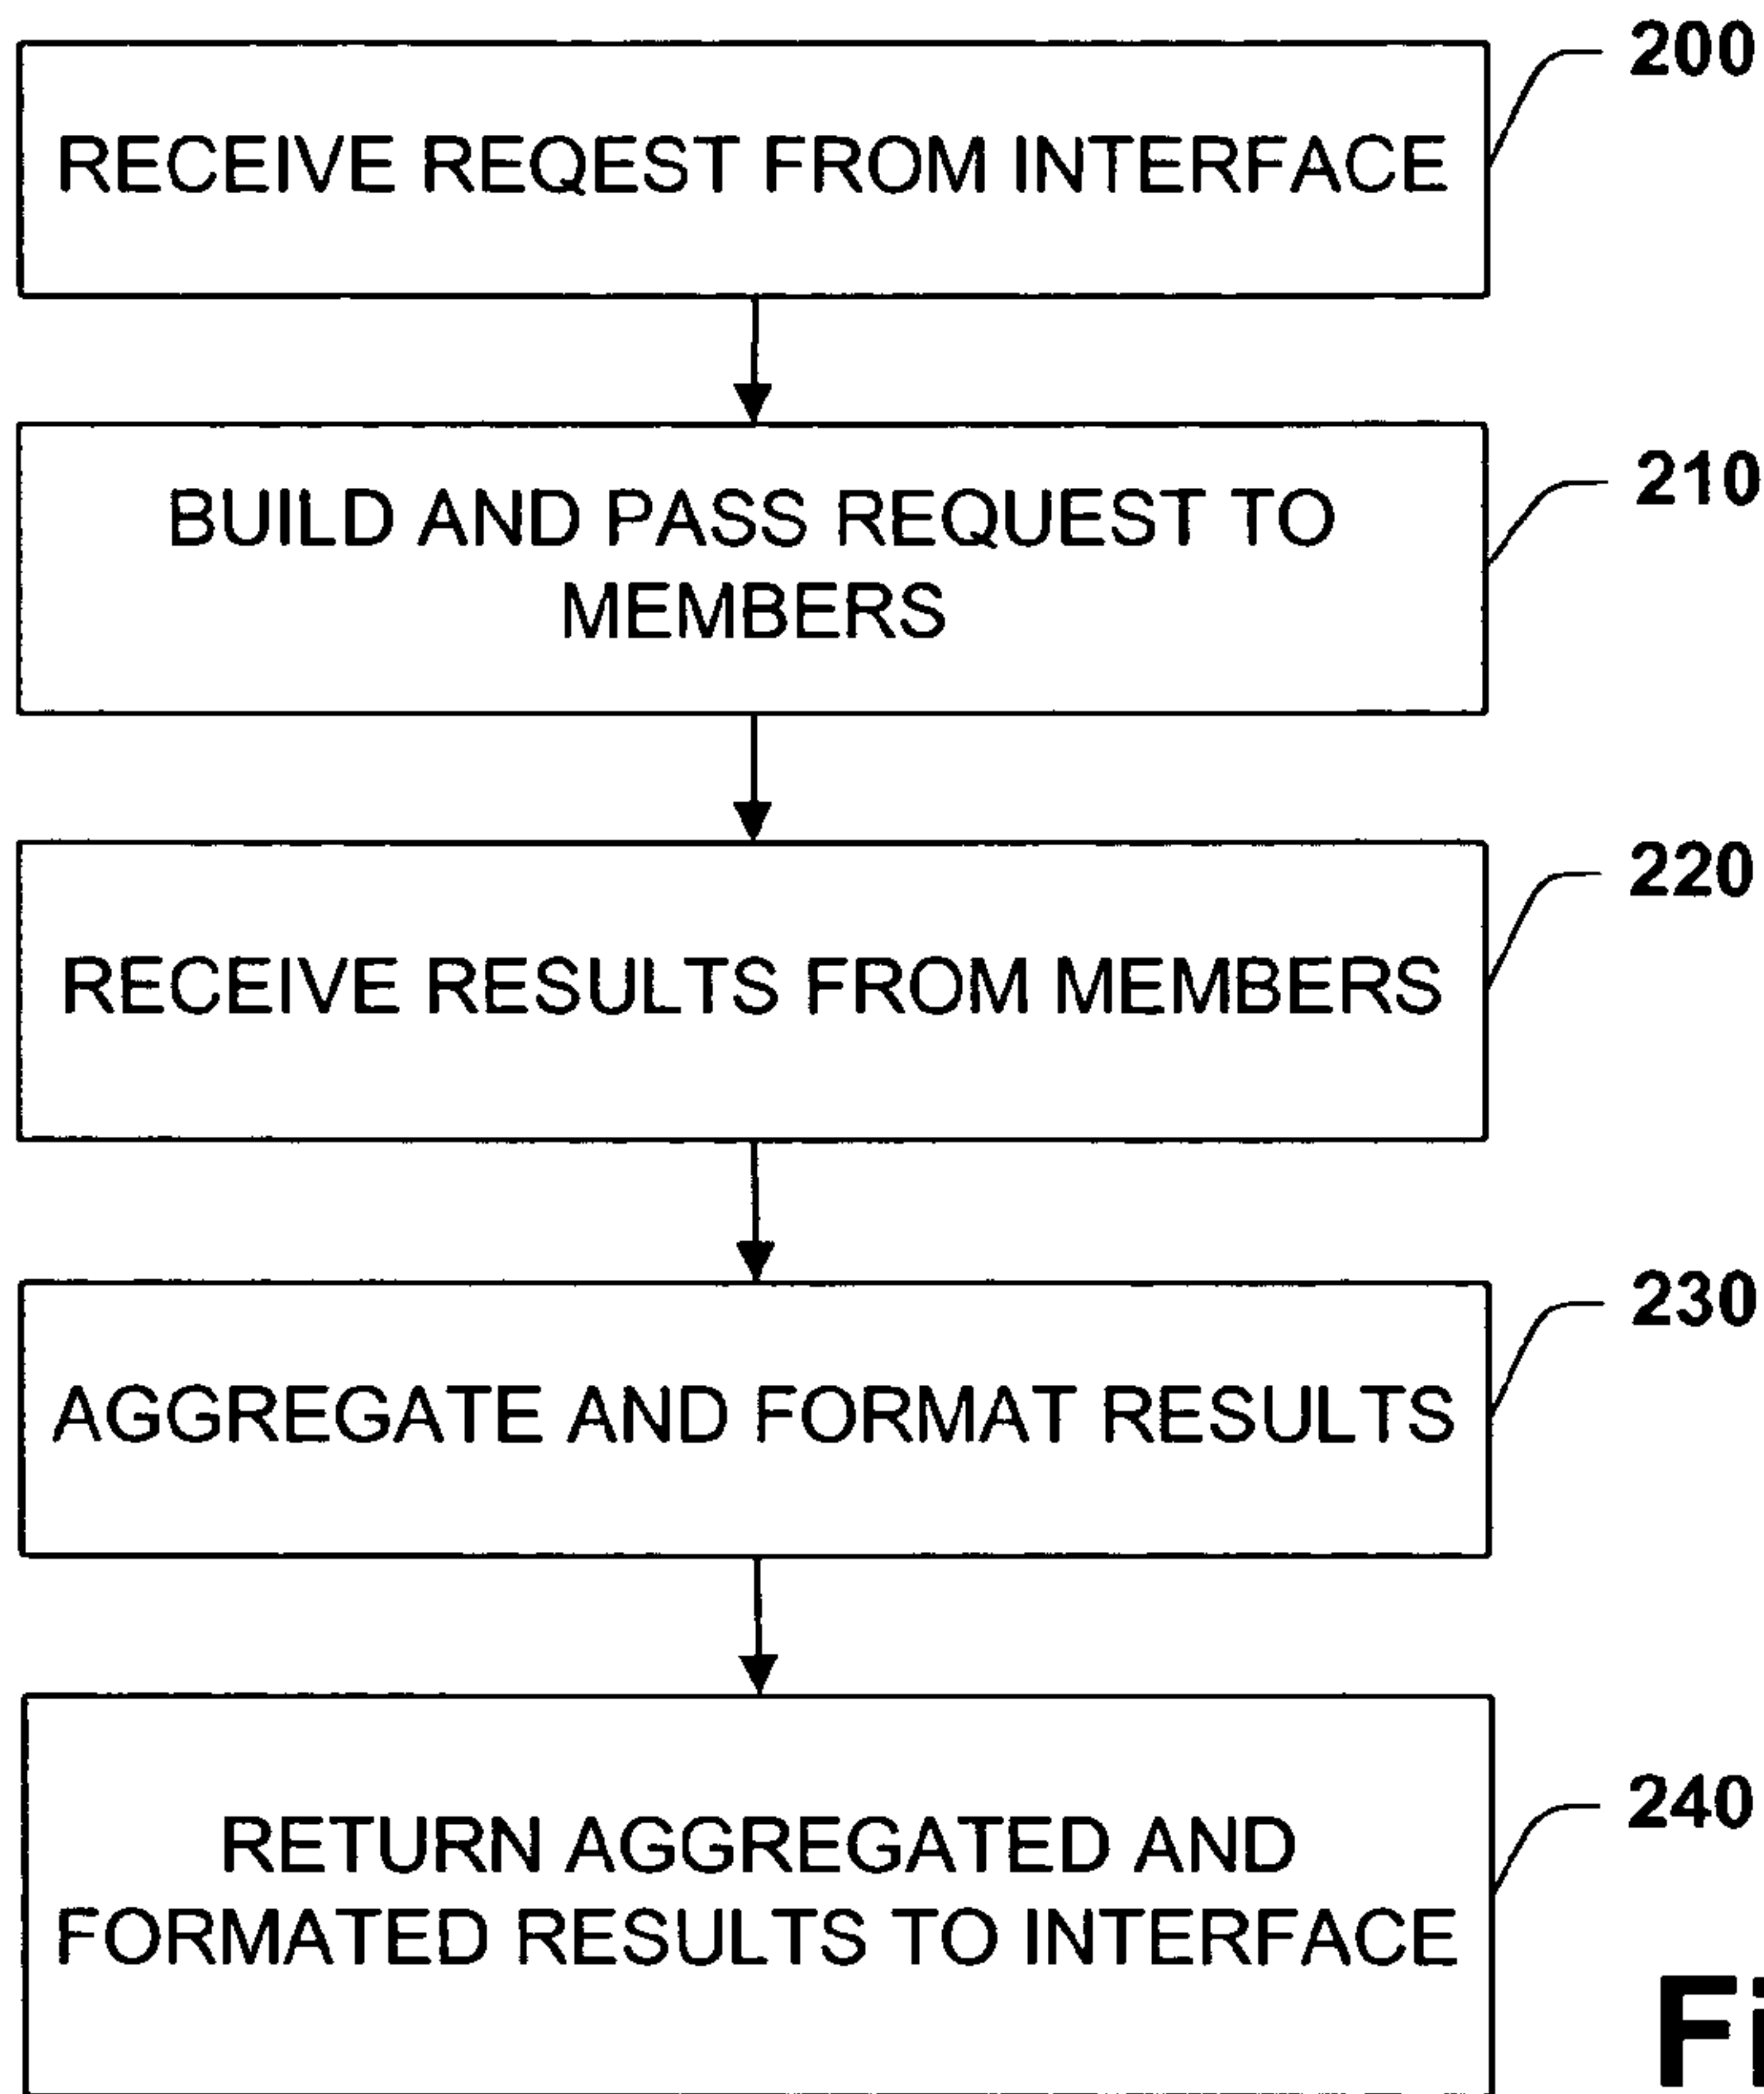 200
RECEIVE REQEST FROM INTERFACE
210
BUILD AND PASS REQUEST TO
MEMBERS
220
RECEIVE RESULTS FROM MEMBERS
230
AGGREGATE AND FORMAT RESULTS
240
RETURN AGGREGATED AND
FORMATED RESULTS TO INTERFACE
Fi